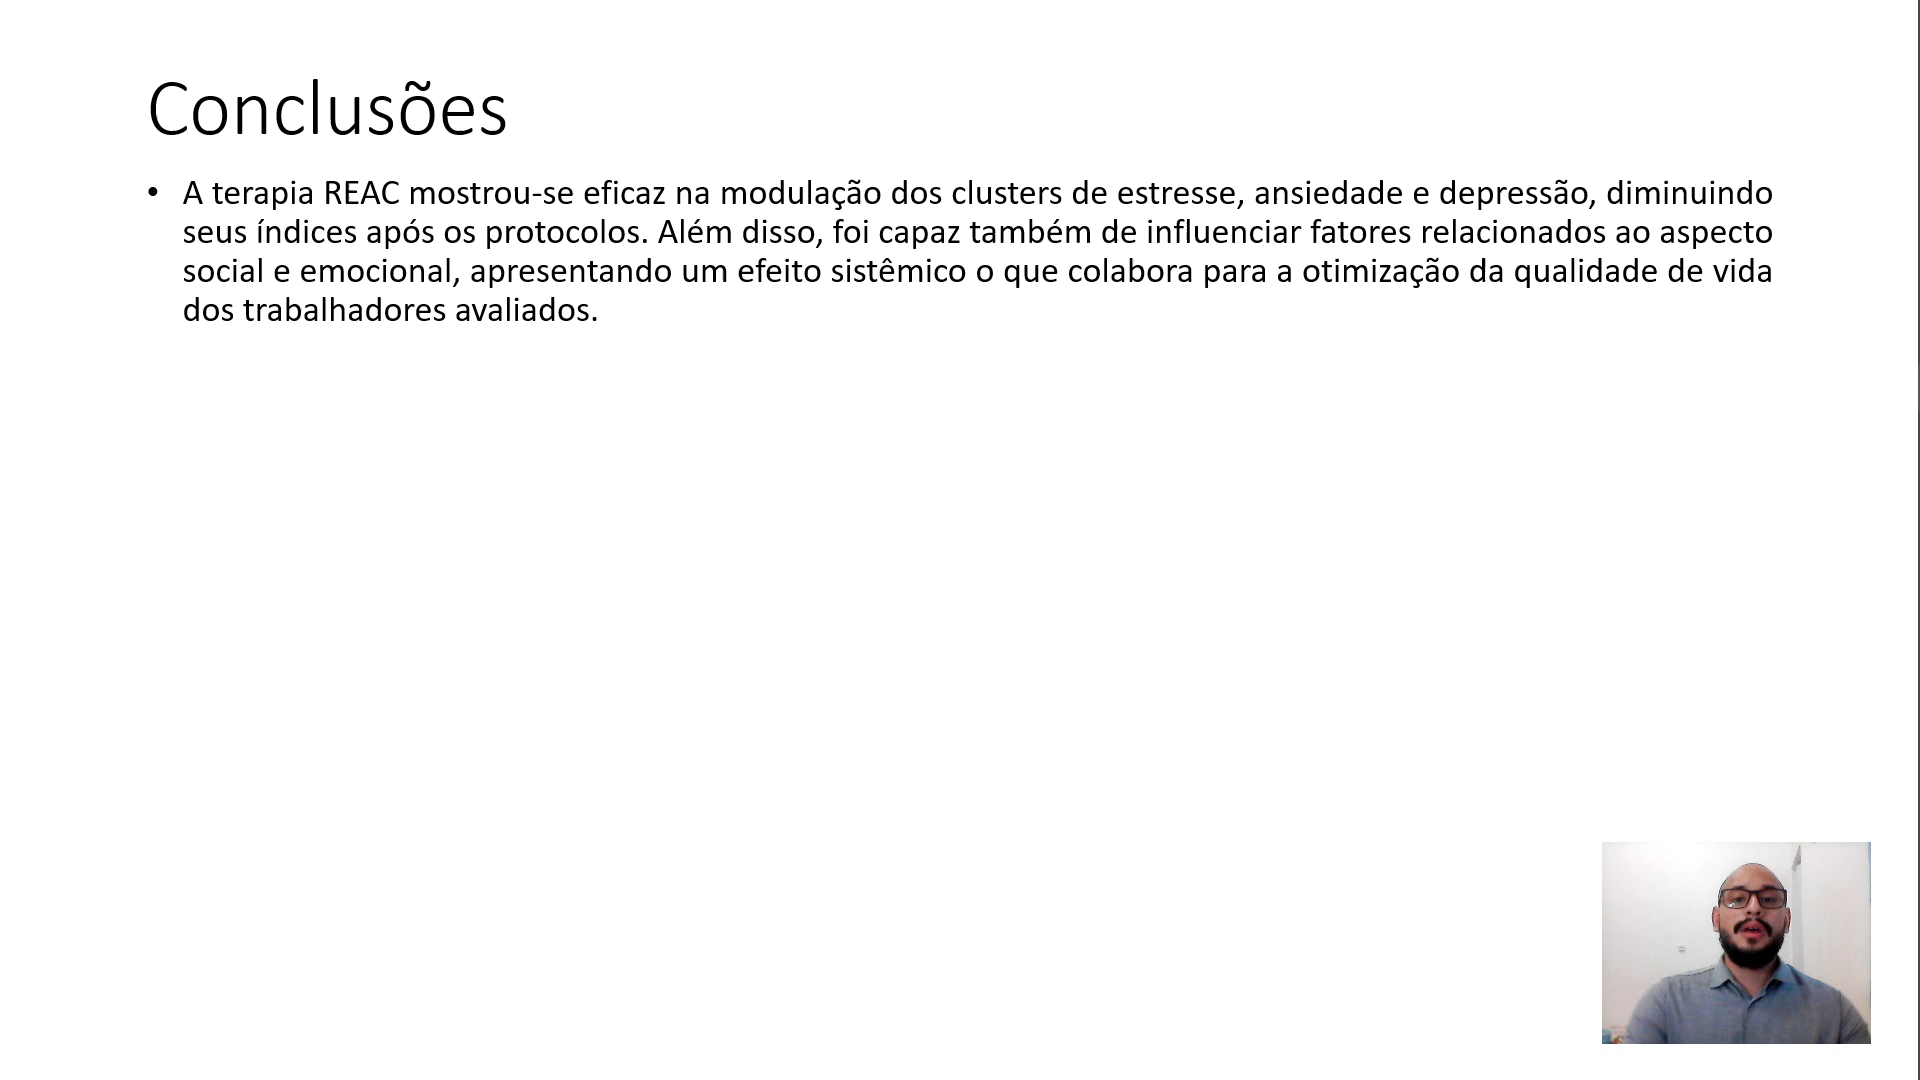 Conclusões
• A terapia REAC mostrou-se eficaz na modulação dos clusters de estresse, ansiedade e depressão, diminuindo
seus índices após os protocolos. Além disso, foi capaz também de influenciar fatores relacionados ao aspecto
social e emocional, apresentando um efeito sistêmico o que colabora para a otimização da qualidade de vida
dos trabalhadores avaliados.